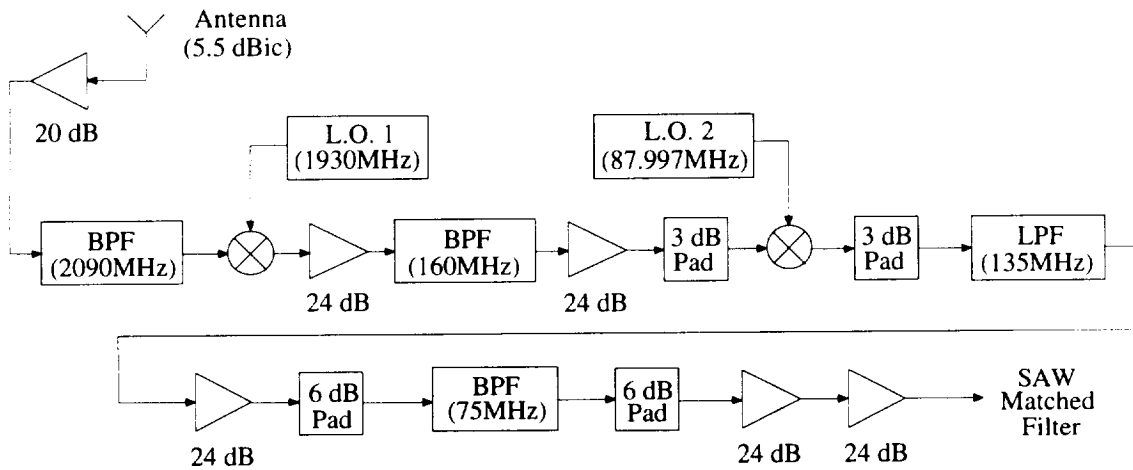 Antenna
(5.5 dBic)
20 dB
L.O. 1
(1930MHz)
L.O. 2
(87.997MHz)
BPF
(2090MHz)
24 dB
BPF
(160MHz)
24 dB
3 dB
Pad
3 dB
Pad
LPF
(135MHz)
24 dB
6 dB
Pad
BPF
(75MHz)
6 dB
Pad
24 dB
24 dB
SAW
Matched
Filter